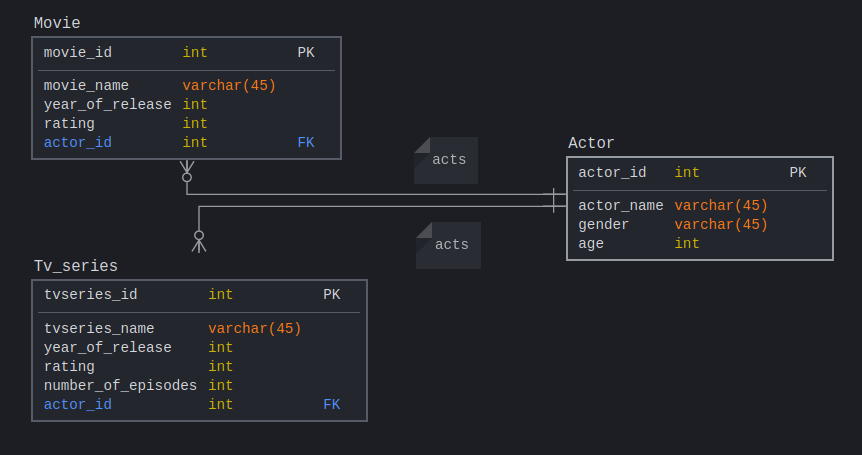 Movie
movie_id int PK
movie_name varchar(45)
year_of_release int
rating int
actor_id int FK
acts
Actor
actor_id int PK
actor_name varchar(45)
gender varchar(45)
age int
acts
Tv_series
tvseries_id int PK
tvseries_name varchar(45)
year_of_release int
rating int
number_of_episodes int
actor_id int FK